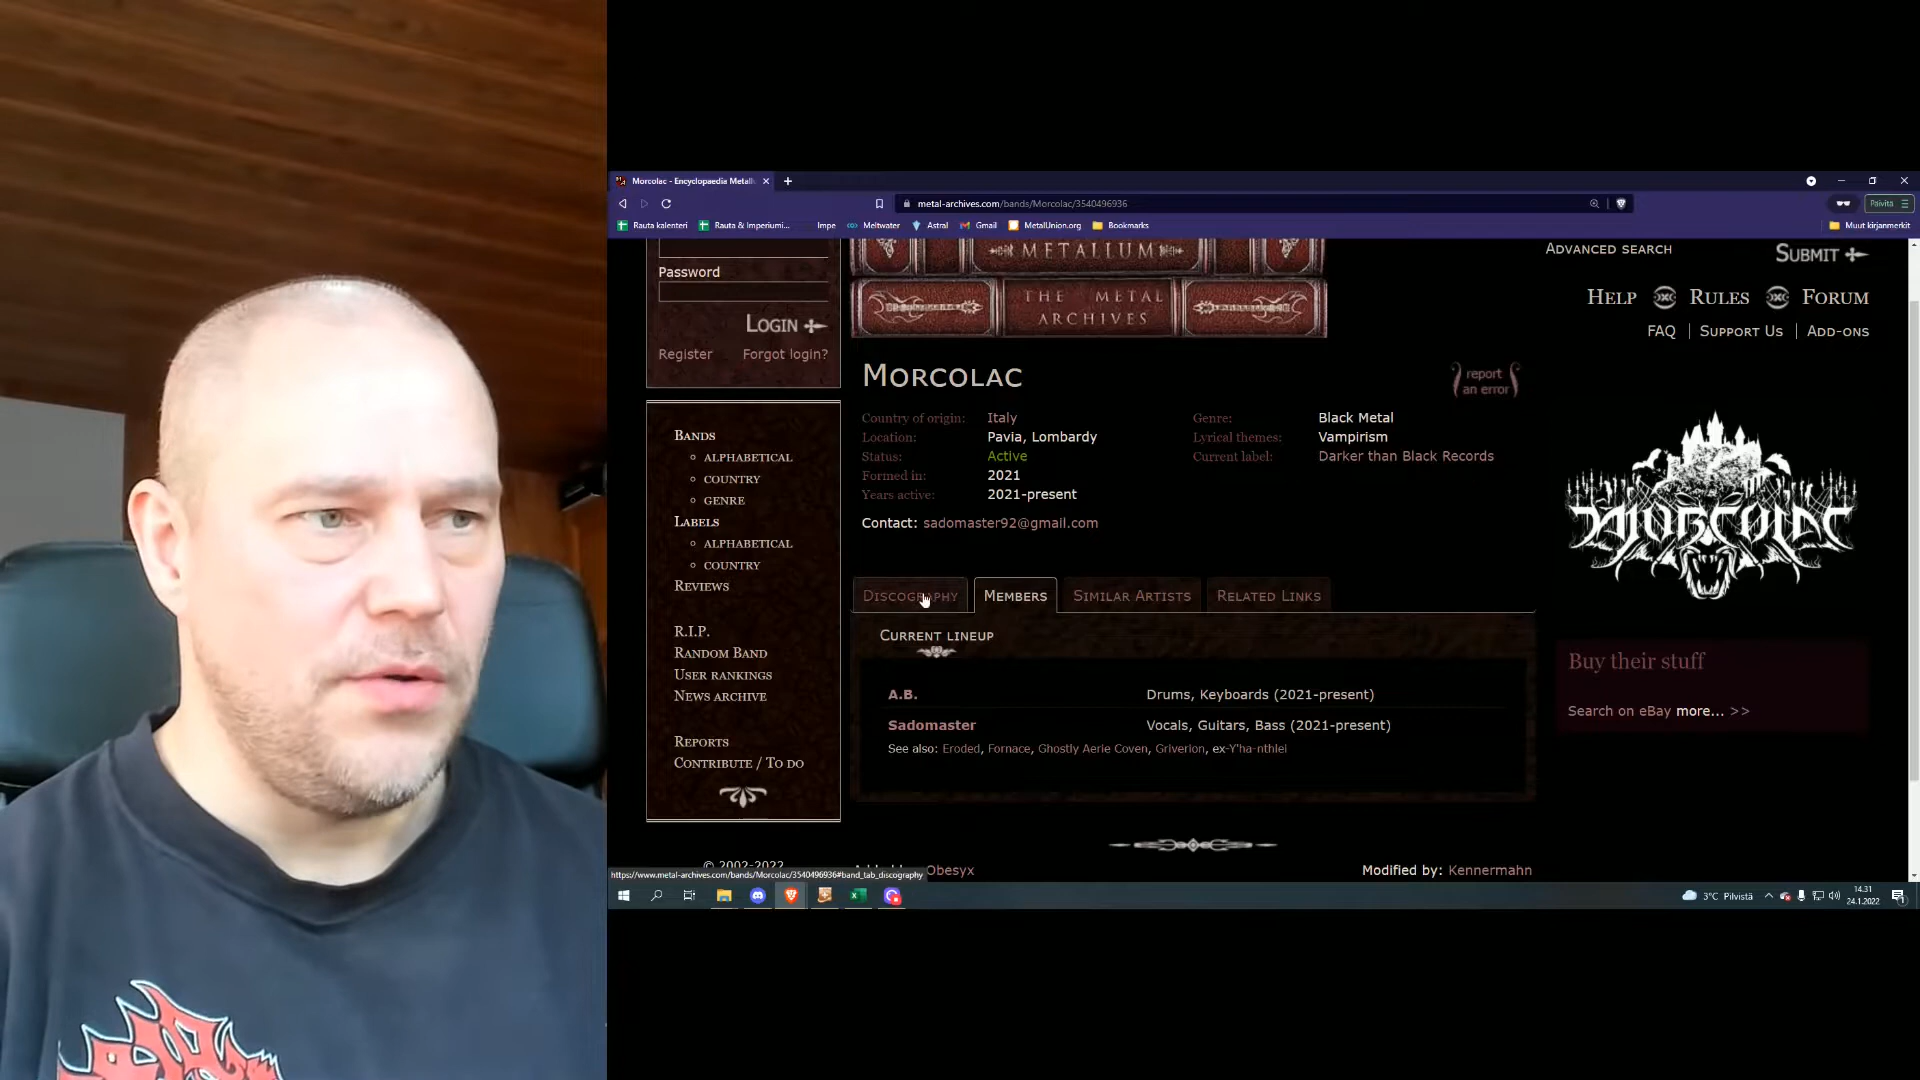 Morcolac - Encyclopaedia Metall
metal-archives.com/bands/Morcolac/3540496936
Päivitä
Rauta kalenteri
Rauta & Imperiumi...
Impe
Meltwater
Astral
Gmail
MetalUnion.org
Bookmarks
Muut kirjanmerkit
Password
LOGIN
Register
Forgot login?
METALLUM
THE METAL
ARCHIVES
ADVANCED SEARCH
SUBMIT
HELP
RULES
FORUM
FAQ | SUPPORT US | ADD-ONS
MORCOLAC
report
an error
Country of origin: Italy
Location: Pavia, Lombardy
Status: Active
Formed in: 2021
Years active: 2021-present
Genre: Black Metal
Lyrical themes: Vampirism
Current label: Darker than Black Records
Contact: sadomaster92@gmail.com
MORCOLAC
BANDS
ALPHABETICAL
COUNTRY
GENRE
LABELS
ALPHABETICAL
COUNTRY
REVIEWS
R.I.P.
RANDOM BAND
USER RANKINGS
NEWS ARCHIVE
REPORTS
CONTRIBUTE / TO DO
DISCOGRAPHY
MEMBERS
SIMILAR ARTISTS
RELATED LINKS
CURRENT LINEUP
A.B. Drums, Keyboards (2021-present)
Sadomaster Vocals, Guitars, Bass (2021-present)
See also: Eroded, Fornace, Ghostly Aerie Coven, Griverion, ex-Y'ha-nthlei
Buy their stuff
Search on eBay more... >>
© 2002-2022
Obesyx
Modified by: Kennermahn
https://www.metal-archives.com/bands/Morcolac/3540496936#band_tab_discography
3°C Pilvistä
14.31
24.1.2022